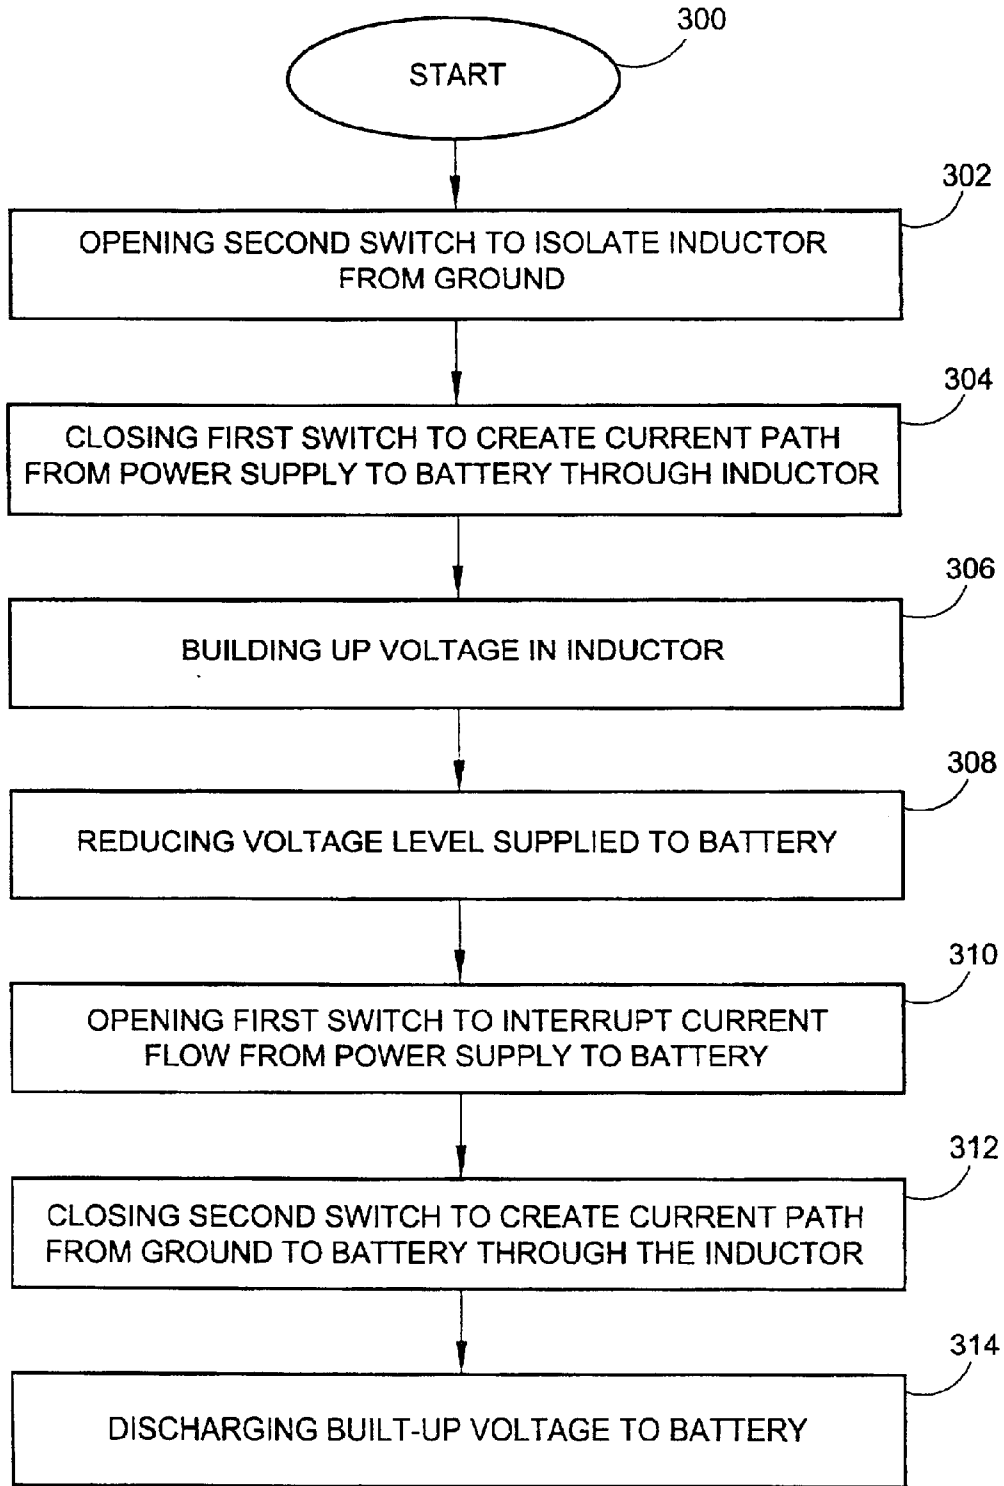 300
START
302
OPENING SECOND SWITCH TO ISOLATE INDUCTOR
FROM GROUND
304
CLOSING FIRST SWITCH TO CREATE CURRENT PATH
FROM POWER SUPPLY TO BATTERY THROUGH INDUCTOR
306
BUILDING UP VOLTAGE IN INDUCTOR
308
REDUCING VOLTAGE LEVEL SUPPLIED TO BATTERY
310
OPENING FIRST SWITCH TO INTERRUPT CURRENT
FLOW FROM POWER SUPPLY TO BATTERY
312
CLOSING SECOND SWITCH TO CREATE CURRENT PATH
FROM GROUND TO BATTERY THROUGH THE INDUCTOR
314
DISCHARGING BUILT-UP VOLTAGE TO BATTERY